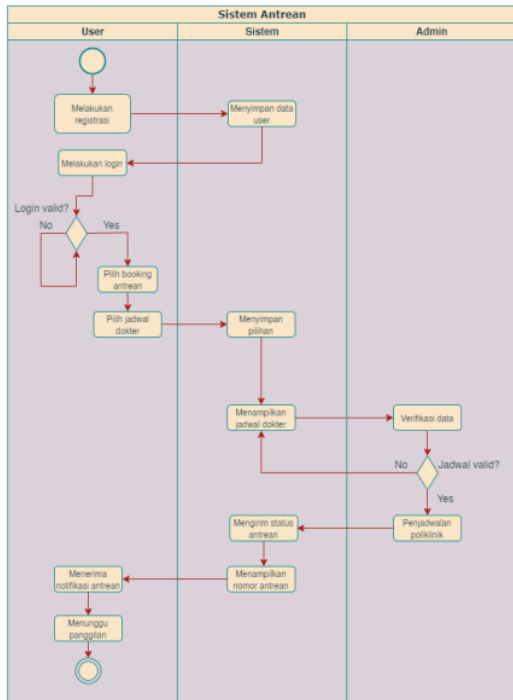 Sistem Antrean
User
Sistem
Admin
Melakukan
registrasi
Menyimpan data
user
Melakukan login
Login valid?
No
Yes
Pilih booking
antrean
Pilih jadwal
dokter
Menyimpan
pilihan
Menampilkan
jadwal dokter
Verifikasi data
No
Jadwal valid?
Yes
Mengirim status
antrean
Penjadwalan
poliklinik
Menerima
notifikasi antrean
Menampilkan
nomor antrean
Menunggu
panggilan